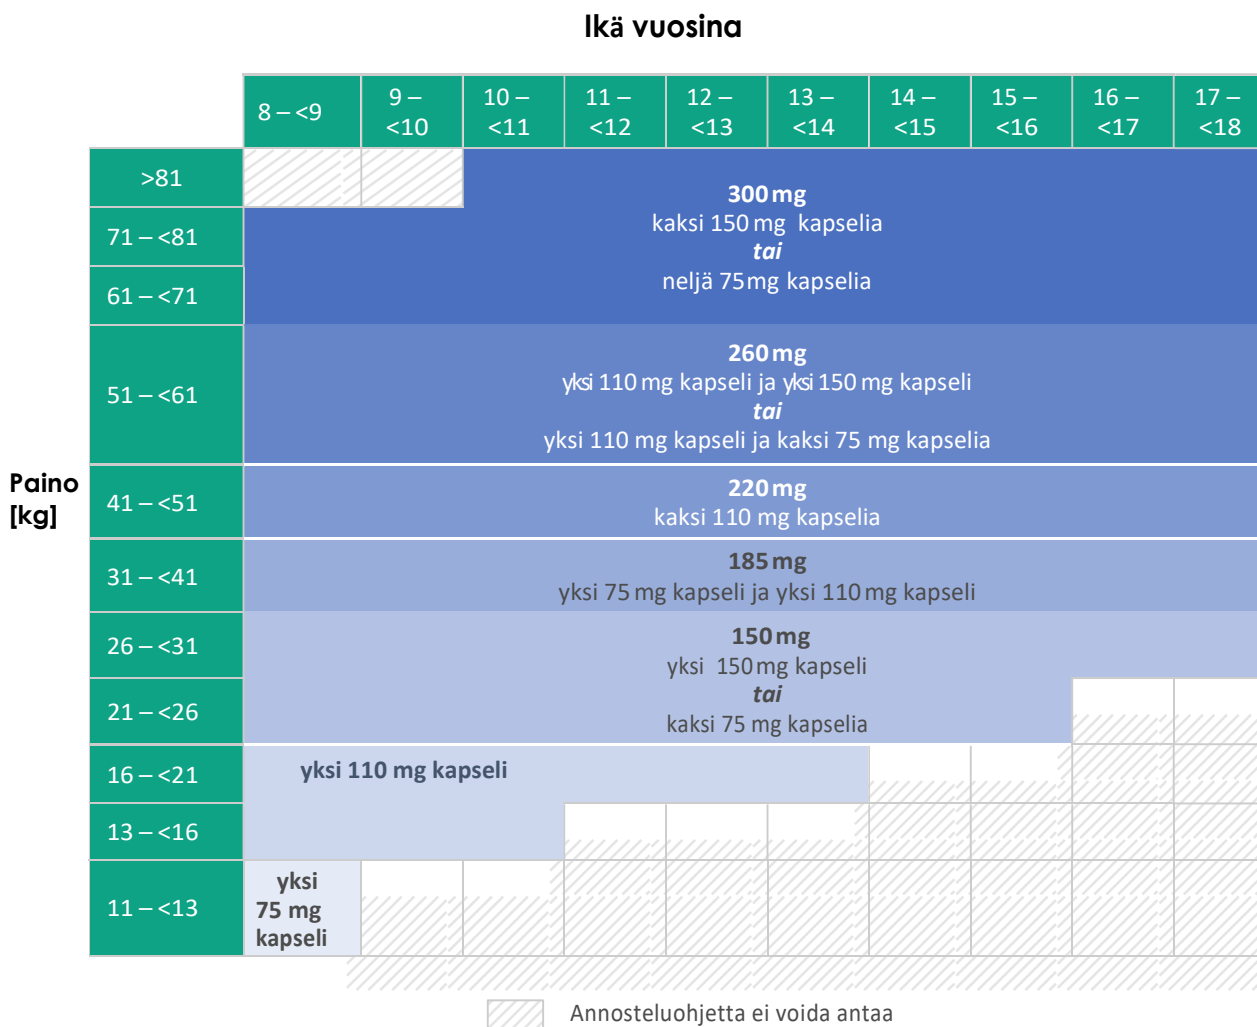 Ikä vuosina
8 – <9
9 –
<10
10 –
<11
11 –
<12
12 –
<13
13 –
<14
14 –
<15
15 –
<16
16 –
<17
17 –
<18
>81
300 mg
kaksi 150 mg kapselia
tai
neljä 75 mg kapselia
71 – <81
61 – <71
51 – <61
260 mg
yksi 110 mg kapseli ja yksi 150 mg kapseli
tai
yksi 110 mg kapseli ja kaksi 75 mg kapselia
Paino
[kg]
41 – <51
220 mg
kaksi 110 mg kapselia
31 – <41
185 mg
yksi 75 mg kapseli ja yksi 110 mg kapseli
26 – <31
150 mg
yksi 150 mg kapseli
tai
kaksi 75 mg kapselia
21 – <26
16 – <21
yksi 110 mg kapseli
13 – <16
11 – <13
yksi
75 mg
kapseli
Annosteluohjetta ei voida antaa